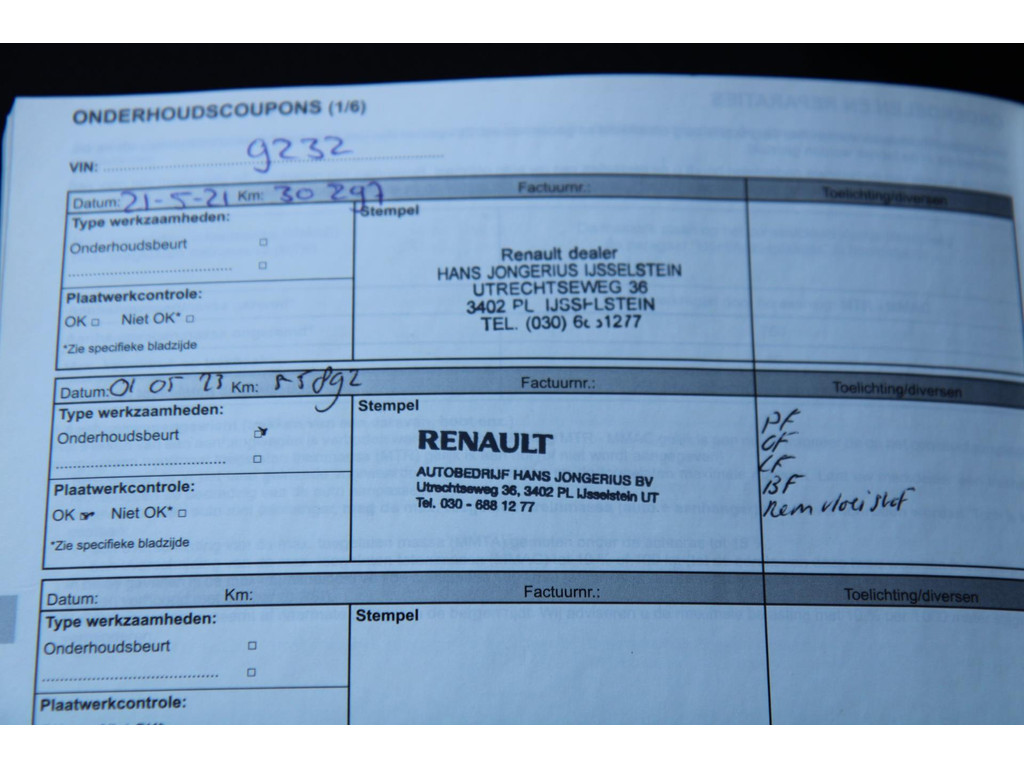 ONDERHOUDSCOUPONS (1/6)
VIN: 9232
Datum: 21-5-21 Km: 30 297 Factuurnr.: Toelichting/diversen
Type werkzaamheden: Stempel
Onderhoudsbeurt
Renault dealer
HANS JONGERIUS IJSSELSTEIN
UTRECHTSEWEG 36
3402 PL IJSSELSTEIN
TEL. (030) 6881277
Plaatwerkcontrole:
OK Niet OK*
*Zie specifieke bladzijde
Datum: 01 05 23 Km: 85892 Factuurnr.: Toelichting/diversen
Type werkzaamheden: Stempel
Onderhoudsbeurt
RENAULT
AUTOBEDRIJF HANS JONGERIUS BV
Utrechtseweg 36, 3402 PL IJsselstein UT
Tel. 030 - 688 12 77
PF
OF
LF
BF
Remvloeistof
Plaatwerkcontrole:
OK Niet OK*
*Zie specifieke bladzijde
Datum: Km: Factuurnr.: Toelichting/diversen
Type werkzaamheden: Stempel
Onderhoudsbeurt
Plaatwerkcontrole: